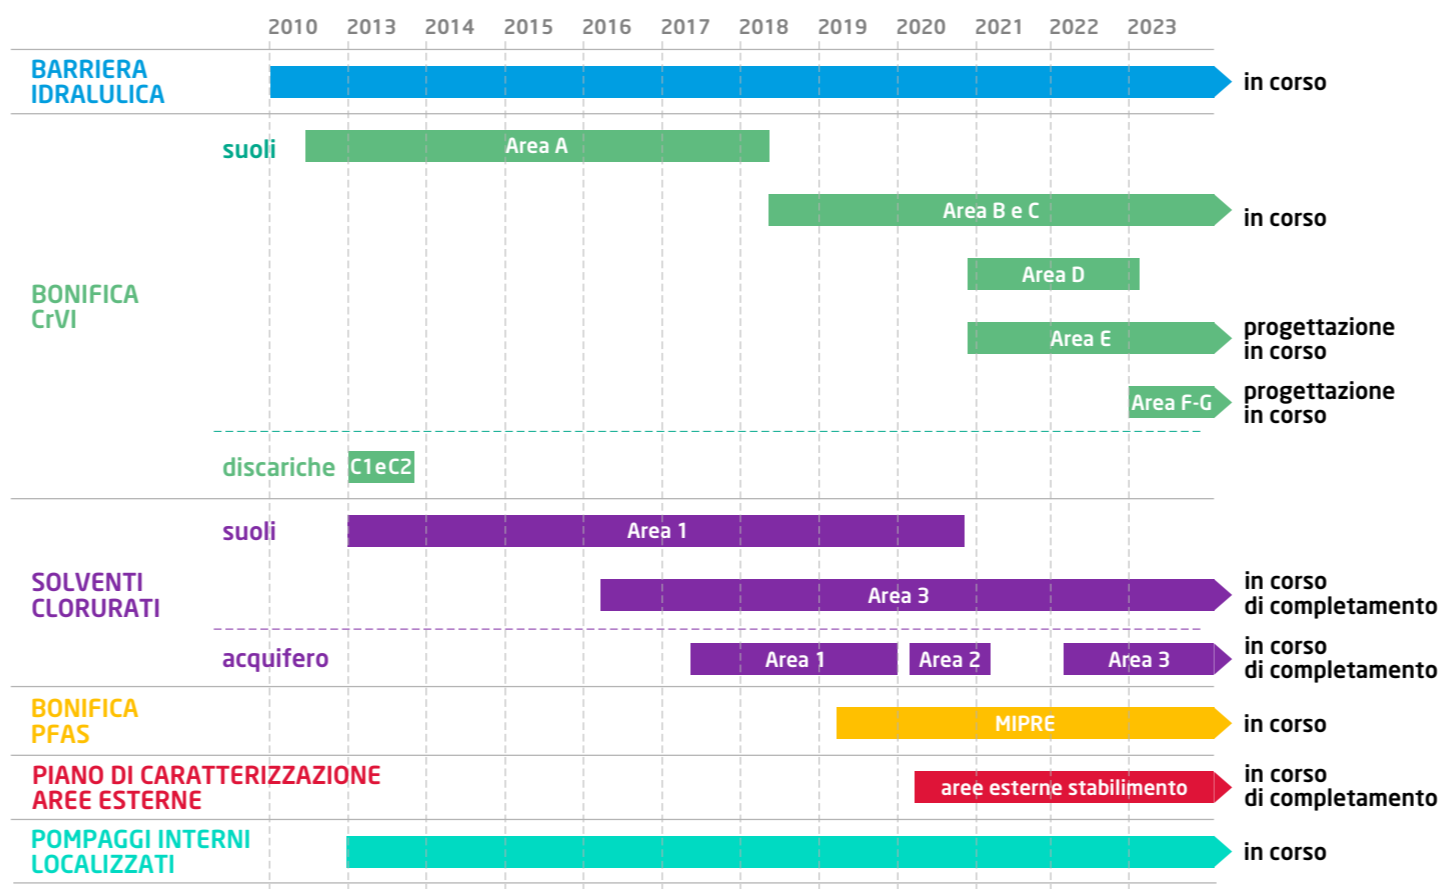 2010 2013 2014 2015 2016 2017 2018 2019 2020 2021 2022 2023
BARRIERA
IDRALULICA
in corso
suoli
Area A
Area B e C
in corso
Area D
BONIFICA
CrVI
Area E
progettazione
in corso
Area F-G
progettazione
in corso
discariche
C1eC2
suoli
Area 1
SOLVENTI
CLORURATI
Area 3
in corso
di completamento
acquifero
Area 1
Area 2
Area 3
in corso
di completamento
BONIFICA
PFAS
MIPRE
in corso
PIANO DI CARATTERIZZAZIONE
AREE ESTERNE
aree esterne stabilimento
in corso
di completamento
POMPAGGI INTERNI
LOCALIZZATI
in corso